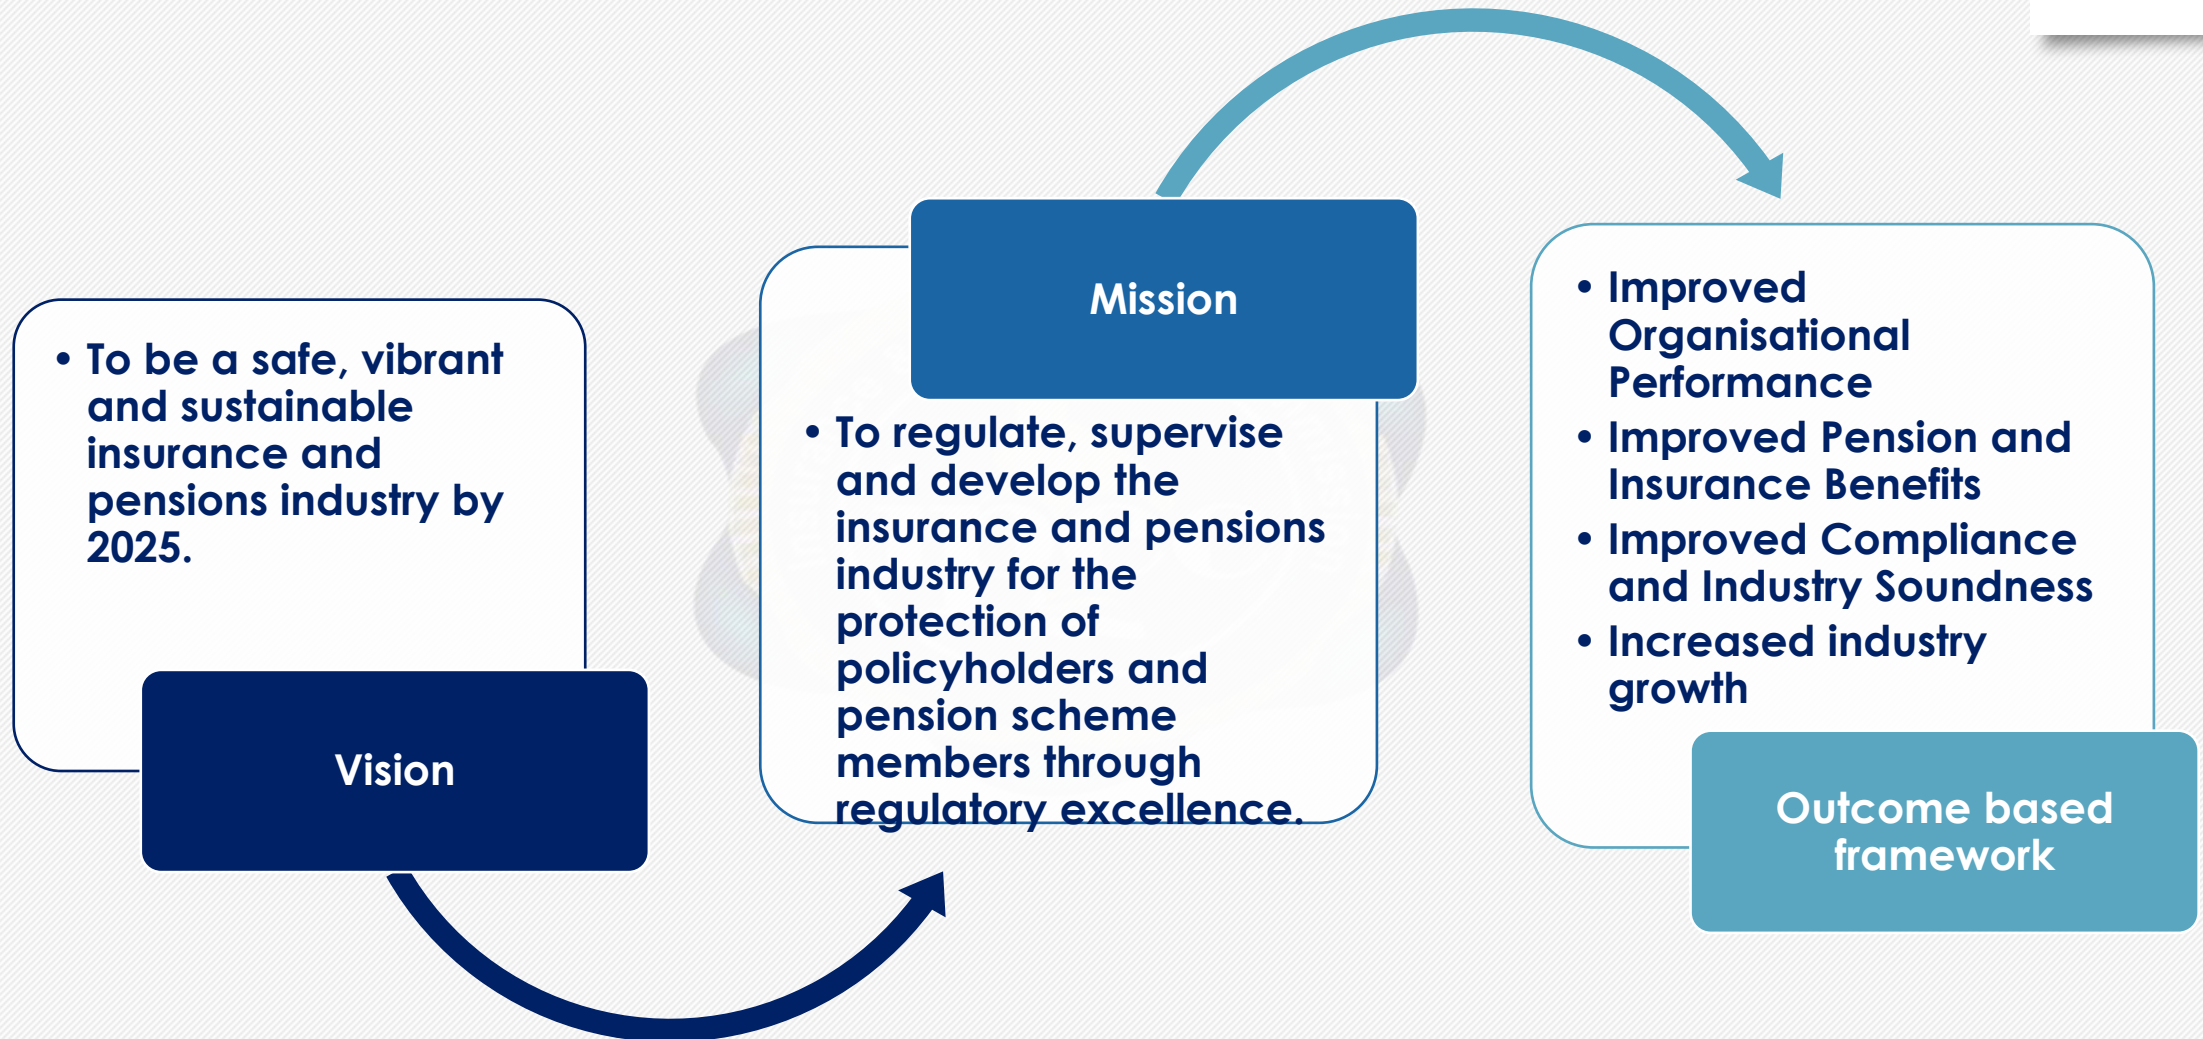 • To be a safe, vibrant
and sustainable
insurance and
pensions industry by
2025.
Vision
Mission
• To regulate, supervise
and develop the
insurance and pensions
industry for the
protection of
policyholders and
pension scheme
members through
regulatory excellence.
• Improved
Organisational
Performance
• Improved Pension and
Insurance Benefits
• Improved Compliance
and Industry Soundness
• Increased industry
growth
Outcome based
framework